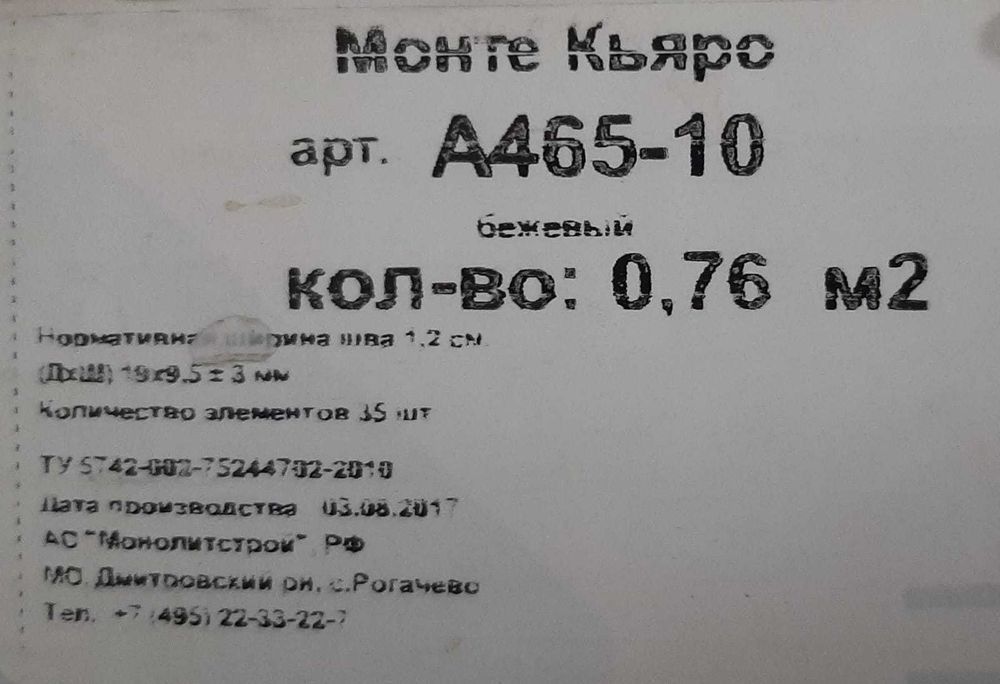 Монте Кьяро
арт. А465-10
бежевый
кол-во: 0,76 м2
Нормативная ширина шва 1,2 см.
(ДхШ) 19х9,5 ± 3 мм
Количество элементов 35 шт
ТУ 5742-002-75244702-2010
Дата производства 03.08.2017
АО "Монолитстрой" РФ
МО. Дмитровский рн, с.Рогачево
Тел. +7 (495) 22-33-22-7